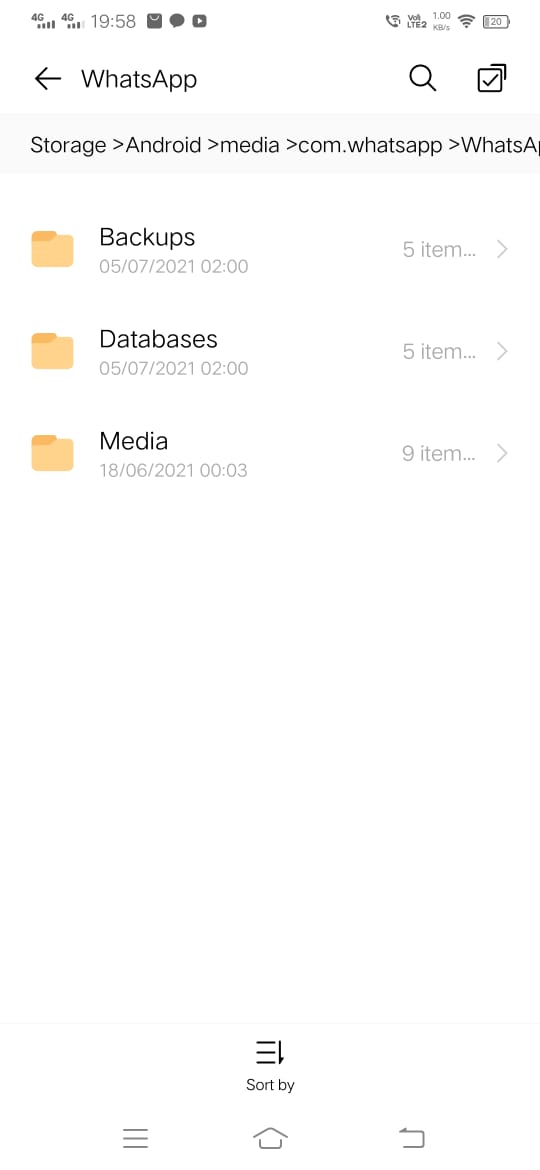 4G 4G 19:58 Vo) LTE2 1.00 KB/s 20
WhatsApp
Storage >Android >media >com.whatsapp >WhatsAp
Backups
5 item...
05/07/2021 02:00
Databases
5 item...
05/07/2021 02:00
Media
9 item...
18/06/2021 00:03
Sort by